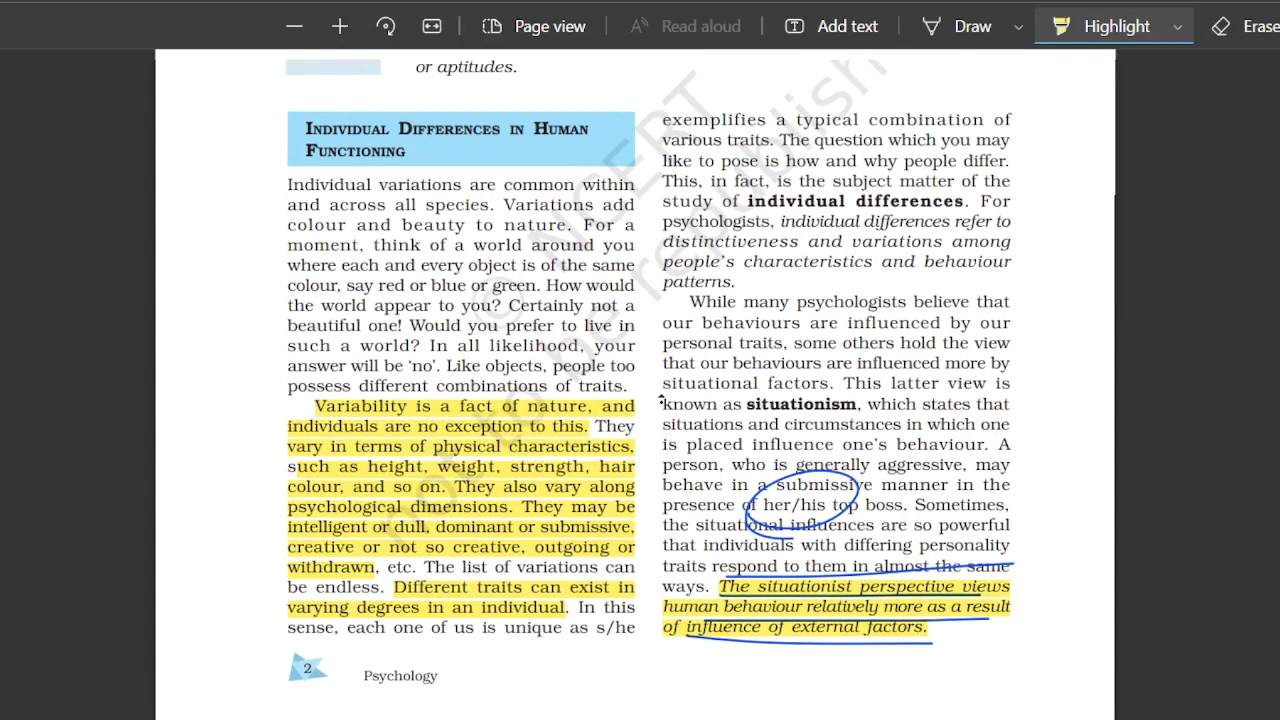 Page view
Read aloud
Add text
Draw
Highlight
Erase
or aptitudes.
INDIVIDUAL DIFFERENCES IN HUMAN
FUNCTIONING
Individual variations are common within
and across all species. Variations add
colour and beauty to nature. For a
moment, think of a world around you
where each and every object is of the same
colour, say red or blue or green. How would
the world appear to you? Certainly not a
beautiful one! Would you prefer to live in
such a world? In all likelihood, your
answer will be ‘no’. Like objects, people too
possess different combinations of traits.
Variability is a fact of nature, and
individuals are no exception to this. They
vary in terms of physical characteristics,
such as height, weight, strength, hair
colour, and so on. They also vary along
psychological dimensions. They may be
intelligent or dull, dominant or submissive,
creative or not so creative, outgoing or
withdrawn, etc. The list of variations can
be endless. Different traits can exist in
varying degrees in an individual. In this
sense, each one of us is unique as s/he
exemplifies a typical combination of
various traits. The question which you may
like to pose is how and why people differ.
This, in fact, is the subject matter of the
study of individual differences. For
psychologists, individual differences refer to
distinctiveness and variations among
people’s characteristics and behaviour
patterns.
While many psychologists believe that
our behaviours are influenced by our
personal traits, some others hold the view
that our behaviours are influenced more by
situational factors. This latter view is
known as situationism, which states that
situations and circumstances in which one
is placed influence one’s behaviour. A
person, who is generally aggressive, may
behave in a submissive manner in the
presence of her/his top boss. Sometimes,
the situational influences are so powerful
that individuals with differing personality
traits respond to them in almost the same
ways. The situationist perspective views
human behaviour relatively more as a result
of influence of external factors.
2
Psychology
© NCERT
not to be republish